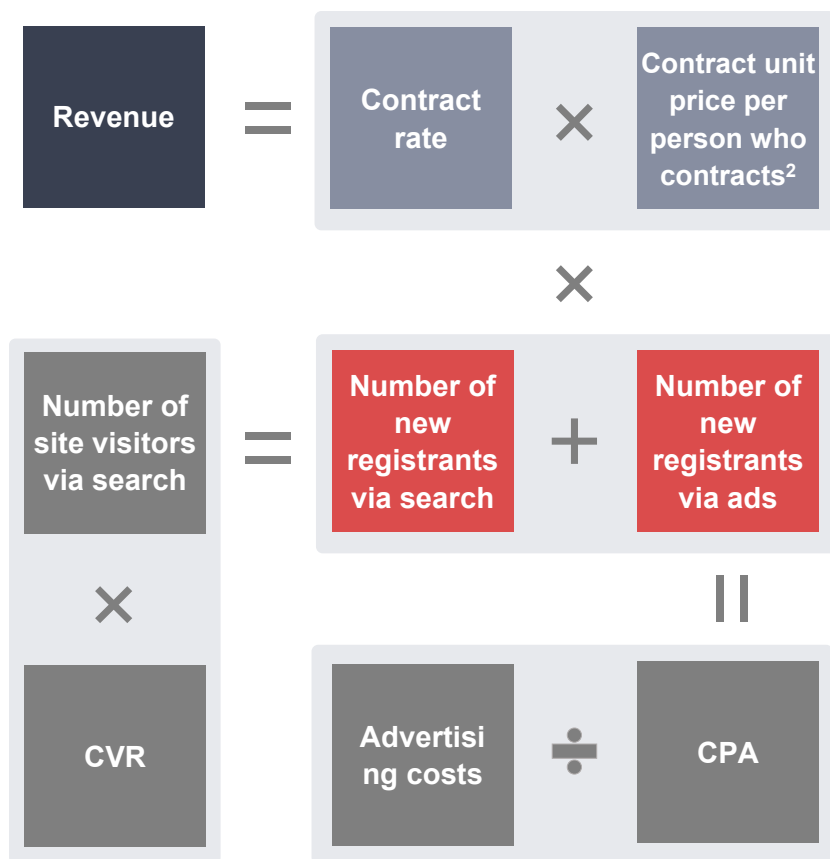 Revenue
=
Contract
rate
×
Contract unit
price per
person who
contracts²
×
Number of
site visitors
via search
=
Number of
new
registrants
via search
+
Number of
new
registrants
via ads
×
=
CVR
Advertisi
ng costs
÷
CPA